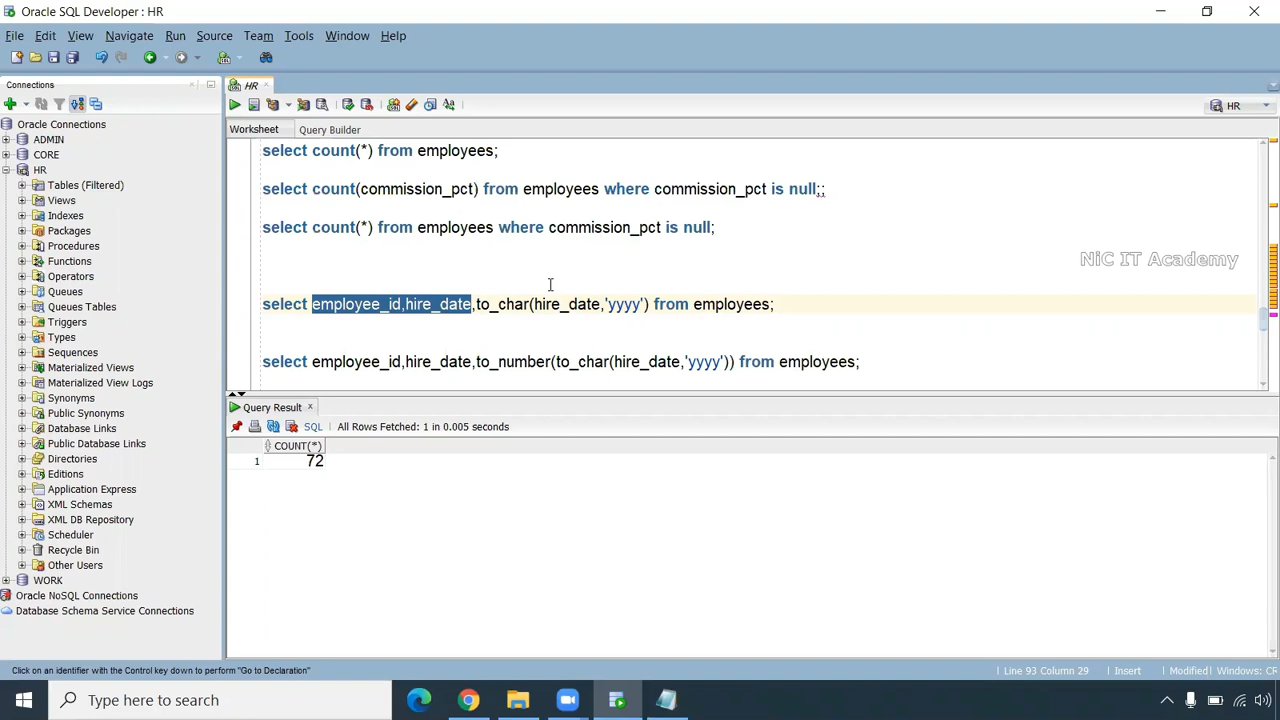 Oracle SQL Developer : HR
File Edit View Navigate Run Source Team Tools Window Help
Connections
HR
HR
Oracle Connections
ADMIN
CORE
HR
Tables (Filtered)
Views
Indexes
Packages
Procedures
Functions
Operators
Queues
Queues Tables
Triggers
Types
Sequences
Materialized Views
Materialized View Logs
Synonyms
Public Synonyms
Database Links
Public Database Links
Directories
Editions
Application Express
XML Schemas
XML DB Repository
Scheduler
Recycle Bin
Other Users
WORK
Oracle NoSQL Connections
Database Schema Service Connections
Worksheet Query Builder
select count(*) from employees;
select count(commission_pct) from employees where commission_pct is null;;
select count(*) from employees where commission_pct is null;
NiC IT Academy
select employee_id,hire_date,to_char(hire_date,'yyyy') from employees;
select employee_id,hire_date,to_number(to_char(hire_date,'yyyy')) from employees;
Query Result
SQL All Rows Fetched: 1 in 0.005 seconds
COUNT(*)
1 72
Click on an identifier with the Control key down to perform "Go to Declaration"
Line 93 Column 29 Insert Modified Windows: CR
Type here to search